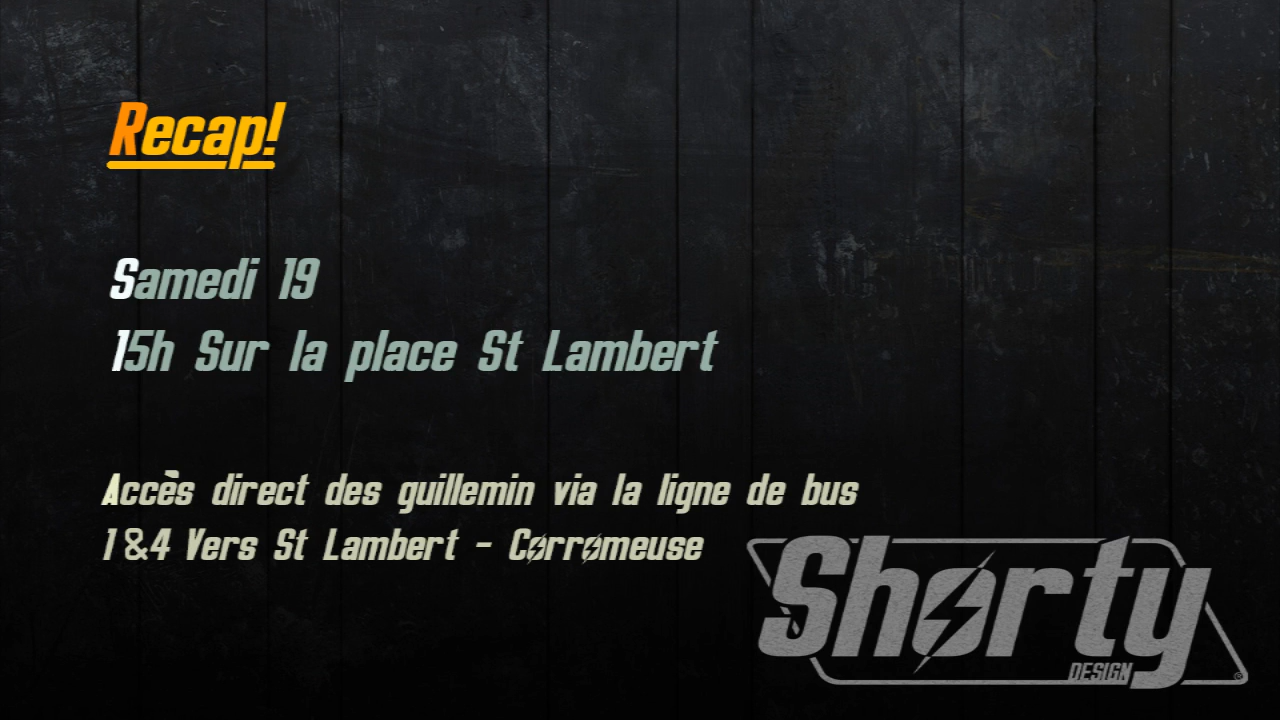 Recap!
Samedi 19
15h Sur la place St Lambert
Accès direct des guillemin via la ligne de bus
1&4 Vers St Lambert - Corromeuse
Shorty
DESIGN